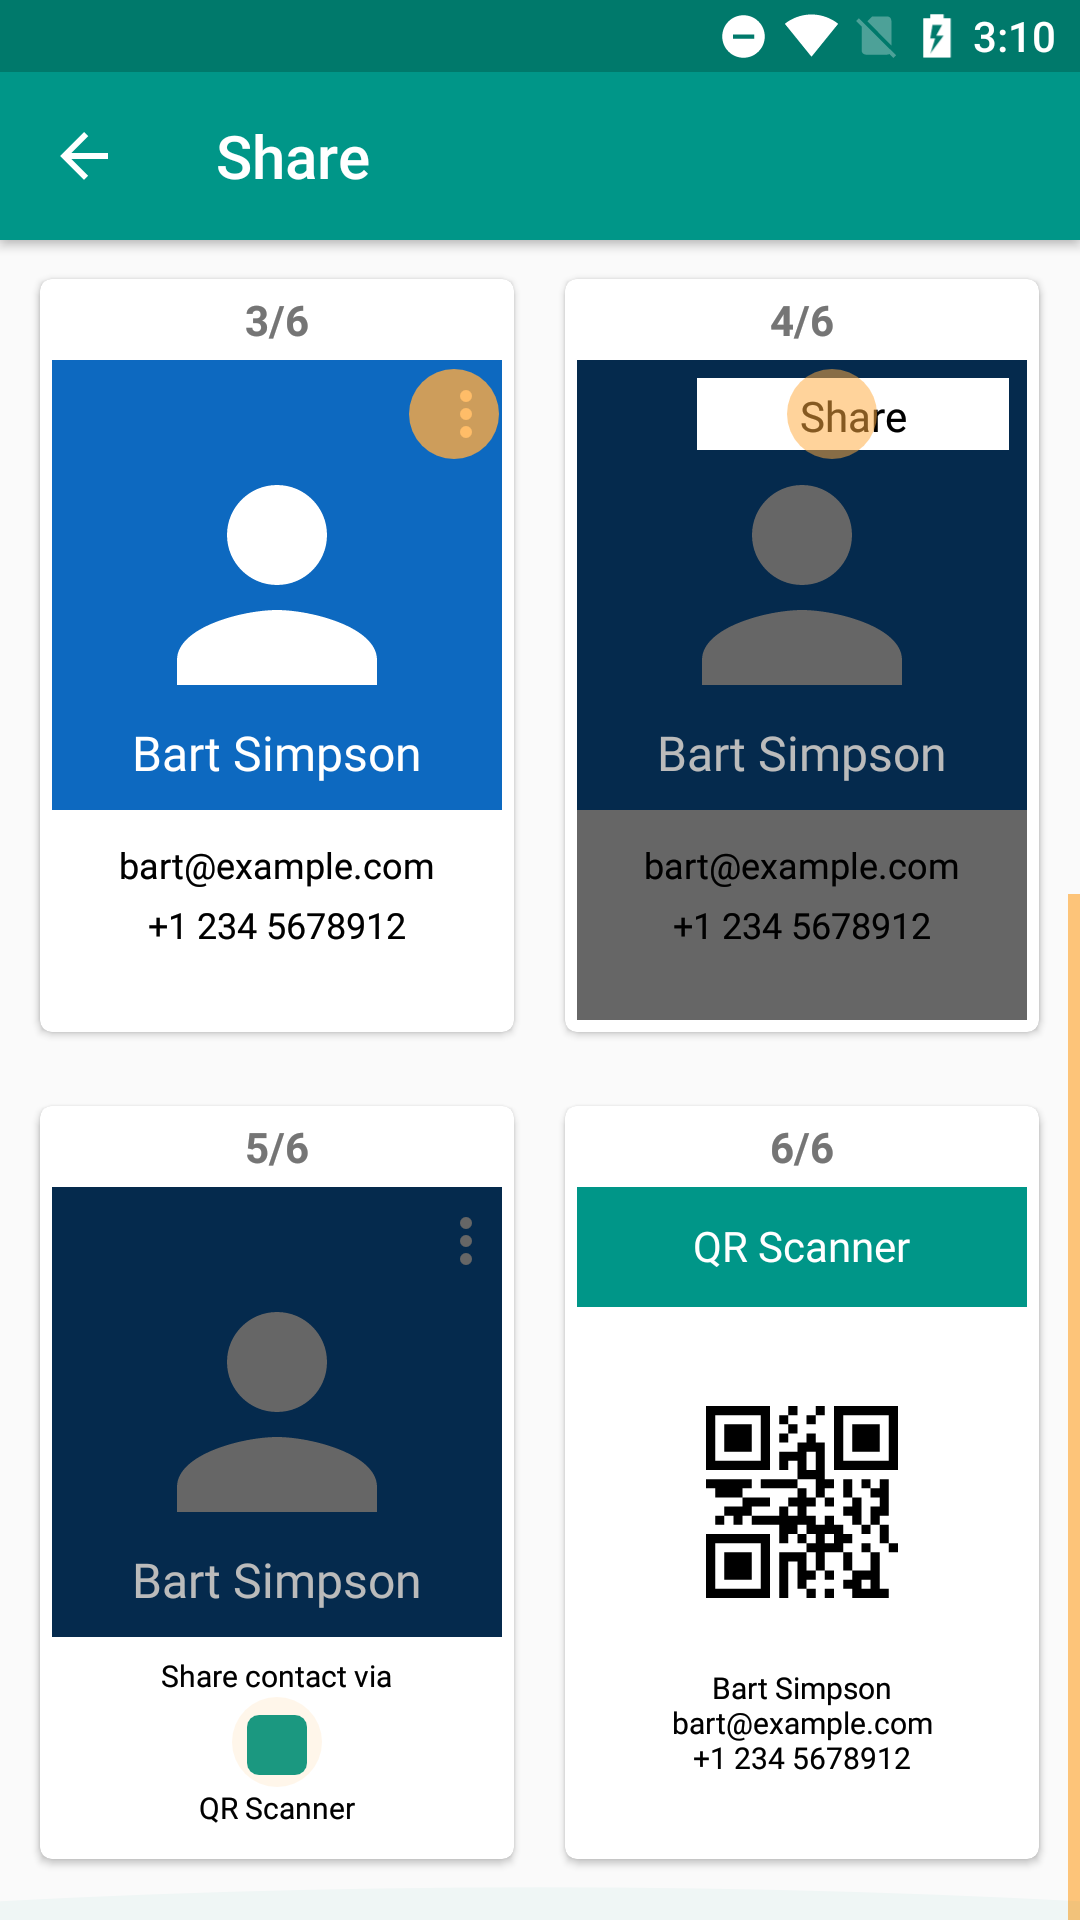 3:10
Share
3/6
Bart Simpson
bart@example.com
+1 234 5678912
4/6
Share
Bart Simpson
bart@example.com
+1 234 5678912
5/6
Bart Simpson
Share contact via
QR Scanner
6/6
QR Scanner
Bart Simpson
bart@example.com
+1 234 5678912